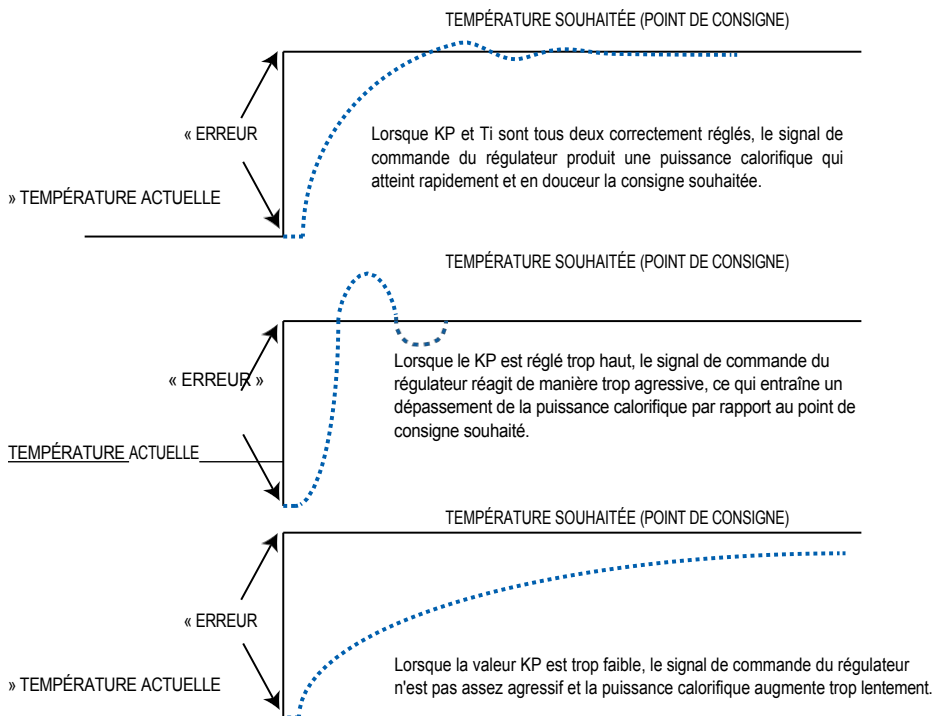 TEMPÉRATURE SOUHAITÉE (POINT DE CONSIGNE)
« ERREUR
Lorsque KP et Ti sont tous deux correctement réglés, le signal de
commande du régulateur produit une puissance calorifique qui
atteint rapidement et en douceur la consigne souhaitée.
» TEMPÉRATURE ACTUELLE
TEMPÉRATURE SOUHAITÉE (POINT DE CONSIGNE)
« ERREUR »
Lorsque le KP est réglé trop haut, le signal de commande du
régulateur réagit de manière trop agressive, ce qui entraîne un
dépassement de la puissance calorifique par rapport au point de
consigne souhaité.
TEMPÉRATURE ACTUELLE
TEMPÉRATURE SOUHAITÉE (POINT DE CONSIGNE)
« ERREUR
Lorsque la valeur KP est trop faible, le signal de commande du régulateur
n'est pas assez agressif et la puissance calorifique augmente trop lentement.
» TEMPÉRATURE ACTUELLE